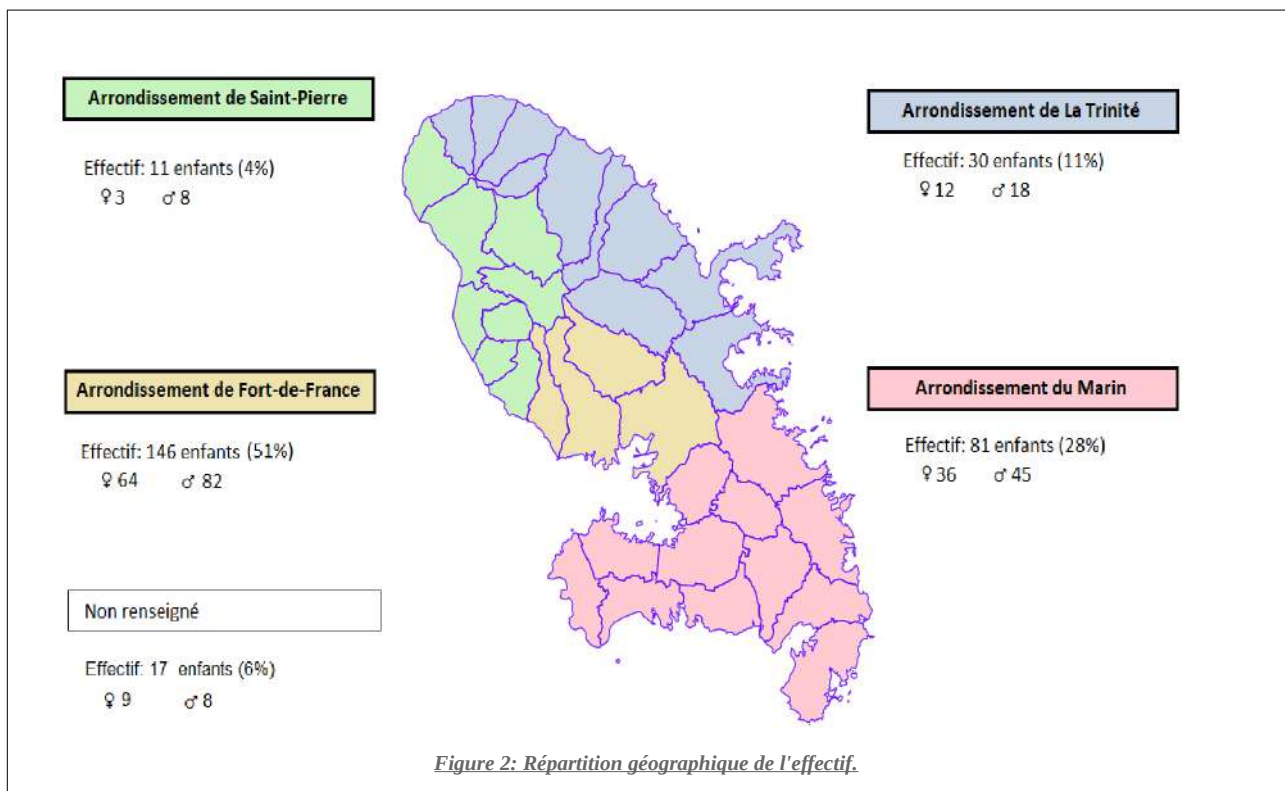 Arrondissement de Saint-Pierre
Effectif: 11 enfants (4%)
♀ 3 ♂ 8
Arrondissement de La Trinité
Effectif: 30 enfants (11%)
♀ 12 ♂ 18
Arrondissement de Fort-de-France
Effectif: 146 enfants (51%)
♀ 64 ♂ 82
Arrondissement du Marin
Effectif: 81 enfants (28%)
♀ 36 ♂ 45
Non renseigné
Effectif: 17 enfants (6%)
♀ 9 ♂ 8
Figure 2: Répartition géographique de l'effectif.